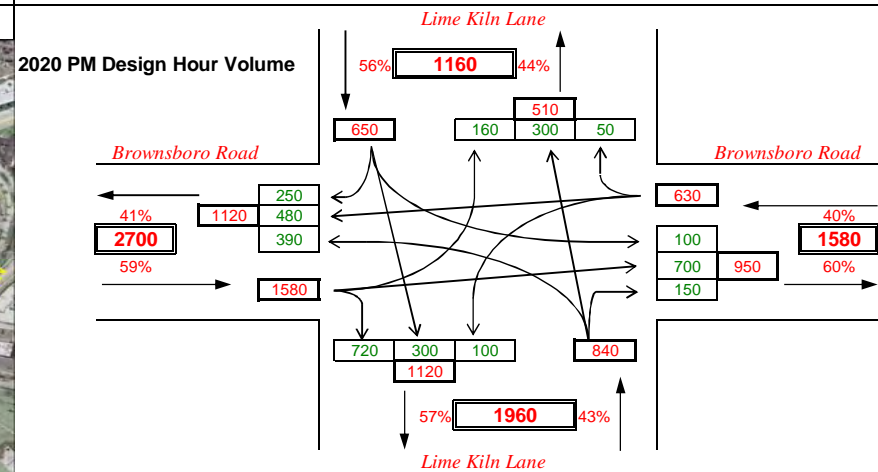 Lime Kiln Lane
2020 PM Design Hour Volume
56% 1160 44%
510
650 160 300 50
Brownsboro Road Brownsboro Road
250 630
41% 1120 480 40%
2700 390 100 1580
59% 700 950 60%
1580 150
720 300 100 840
1120
57% 1960 43%
Lime Kiln Lane